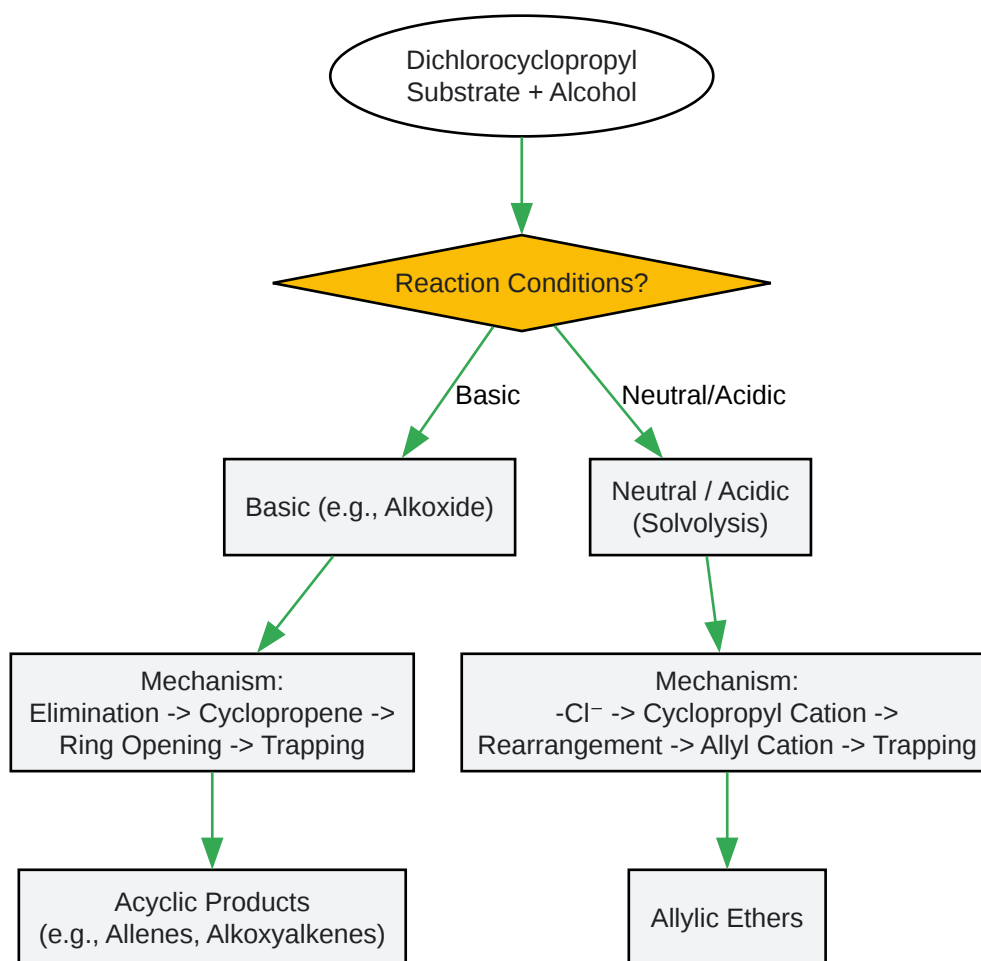 Dichlorocyclopropyl
Substrate + Alcohol
Reaction Conditions?
Basic
Neutral/Acidic
Basic (e.g., Alkoxide)
Neutral / Acidic
(Solvolysis)
Mechanism:
Elimination -> Cyclopropene ->
Ring Opening -> Trapping
Mechanism:
-Cl⁻ -> Cyclopropyl Cation ->
Rearrangement -> Allyl Cation -> Trapping
Acyclic Products
(e.g., Allenes, Alkoxyalkenes)
Allylic Ethers